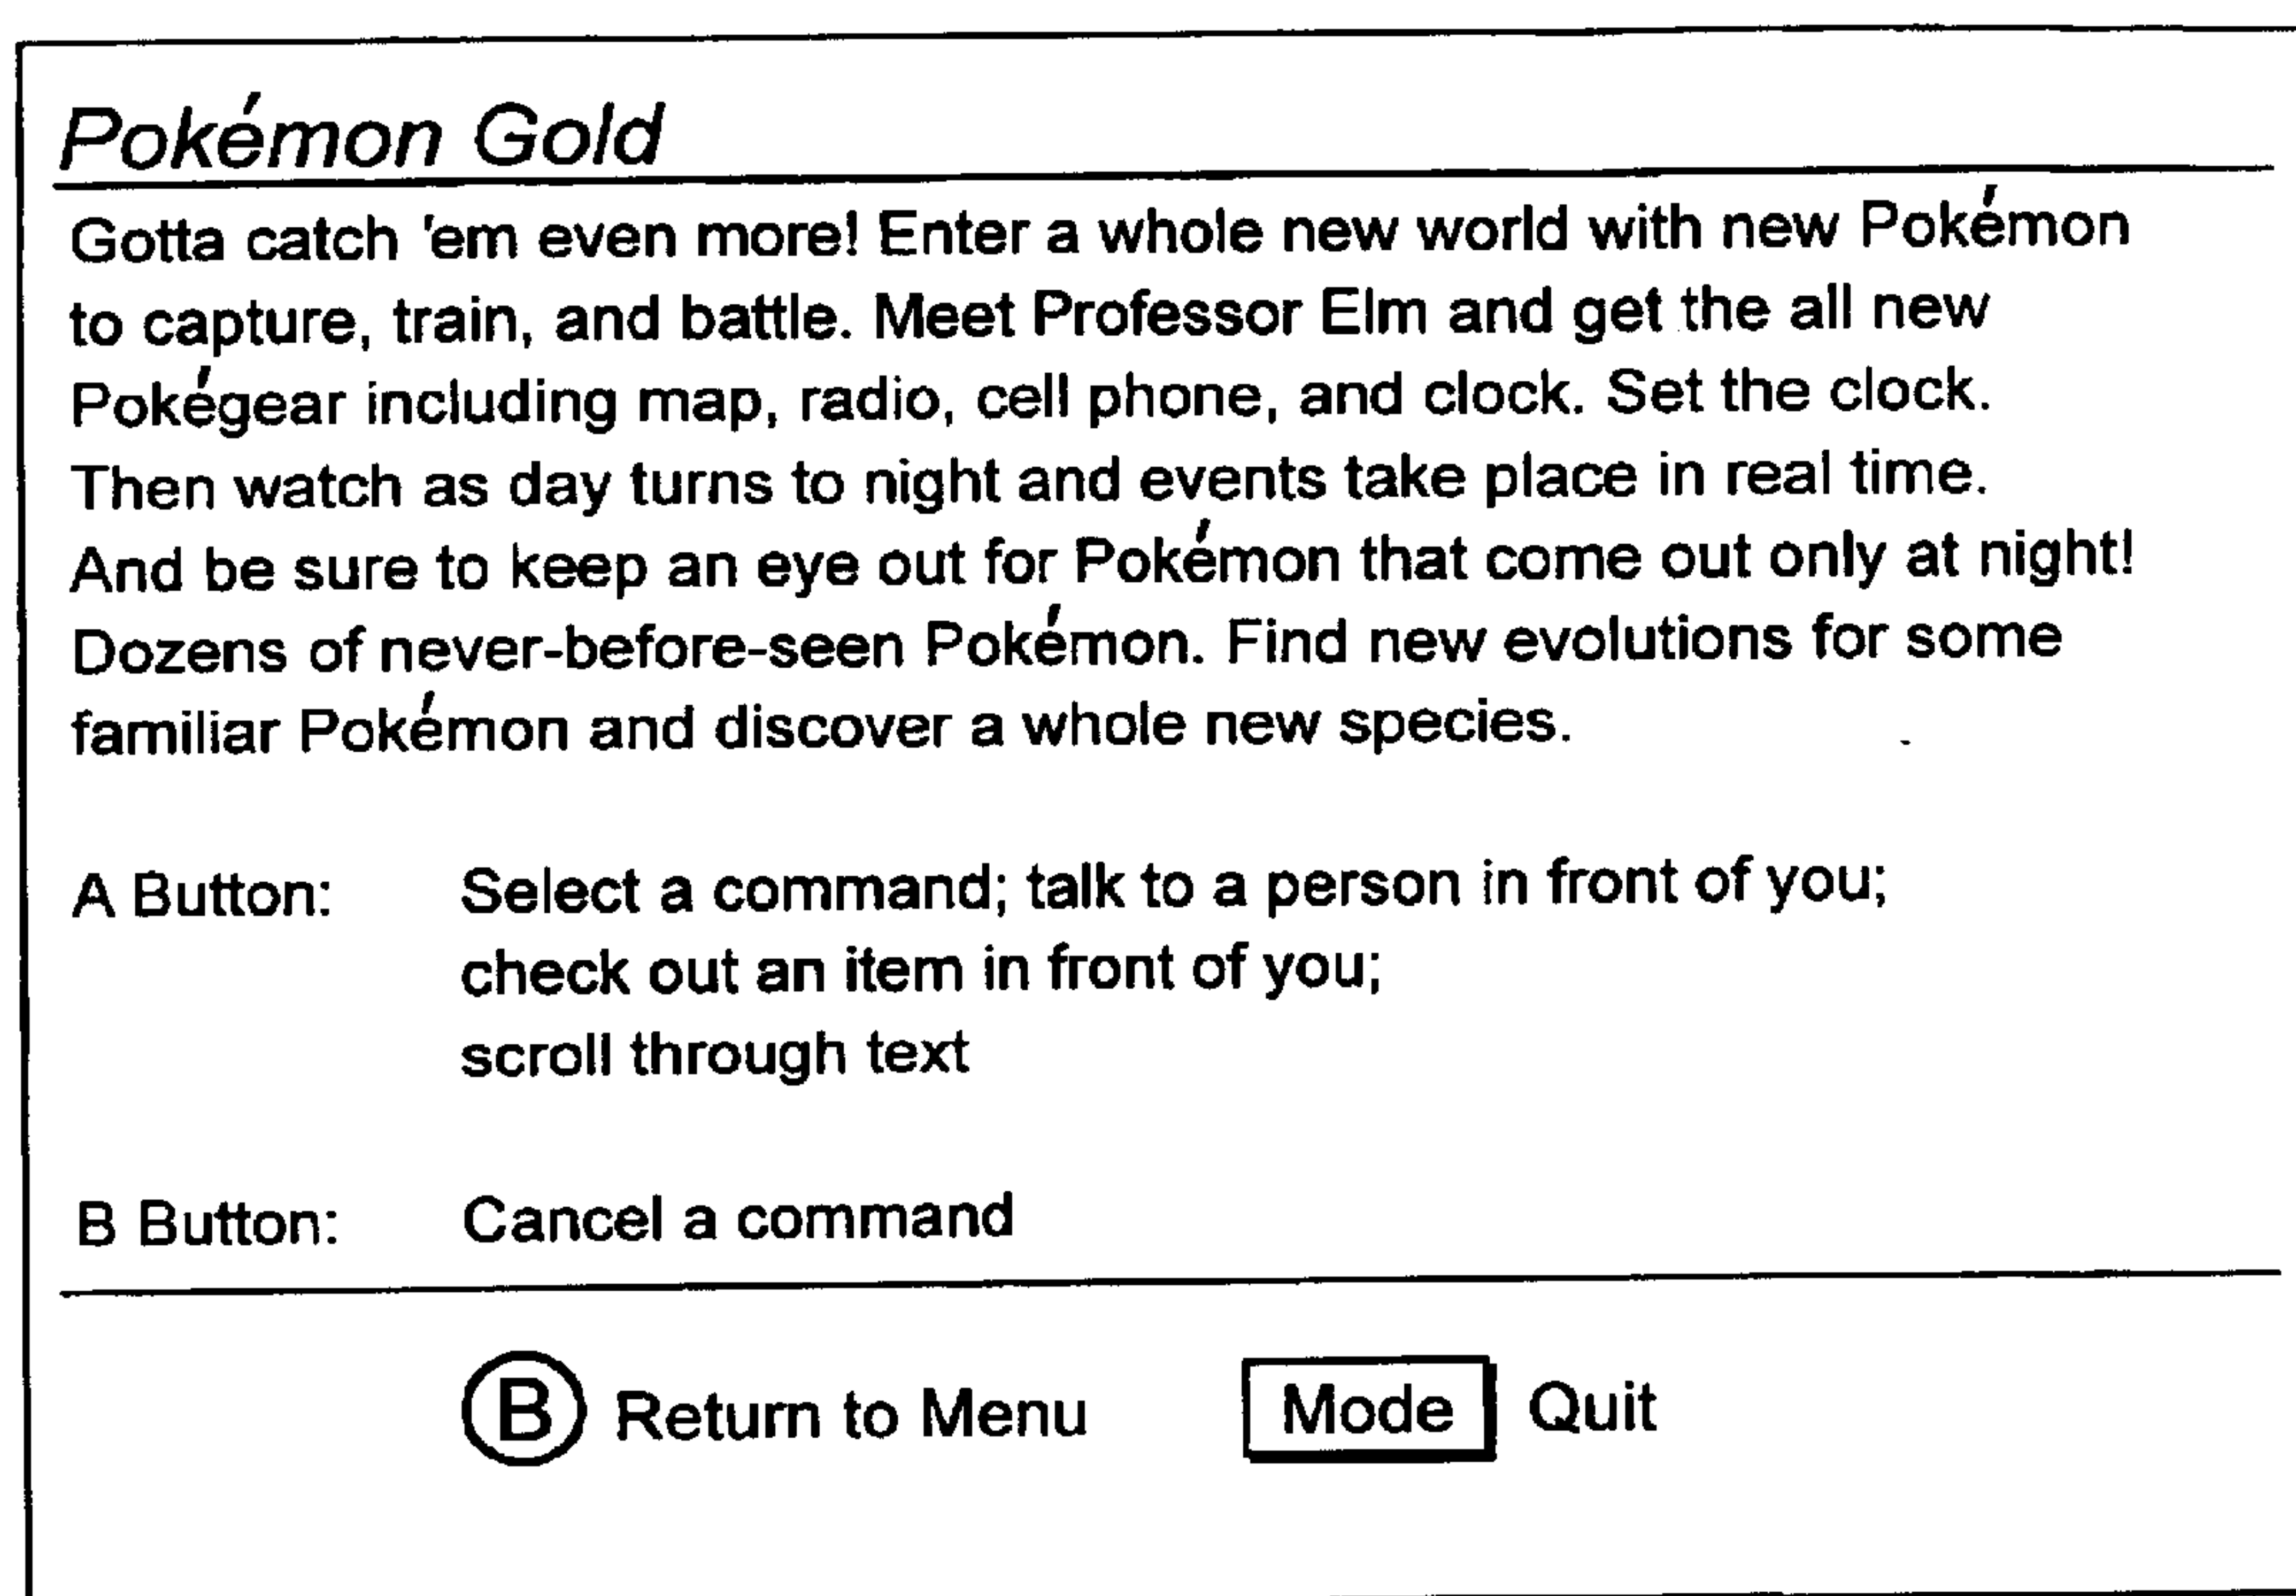 Pokémon Gold
Gotta catch 'em even more! Enter a whole new world with new Pokémon
to capture, train, and battle. Meet Professor Elm and get the all new
Pokégear including map, radio, cell phone, and clock. Set the clock.
Then watch as day turns to night and events take place in real time.
And be sure to keep an eye out for Pokémon that come out only at night!
Dozens of never-before-seen Pokémon. Find new evolutions for some
familiar Pokémon and discover a whole new species.
A Button: Select a command; talk to a person in front of you;
check out an item in front of you;
scroll through text
B Button: Cancel a command
B Return to Menu Mode Quit